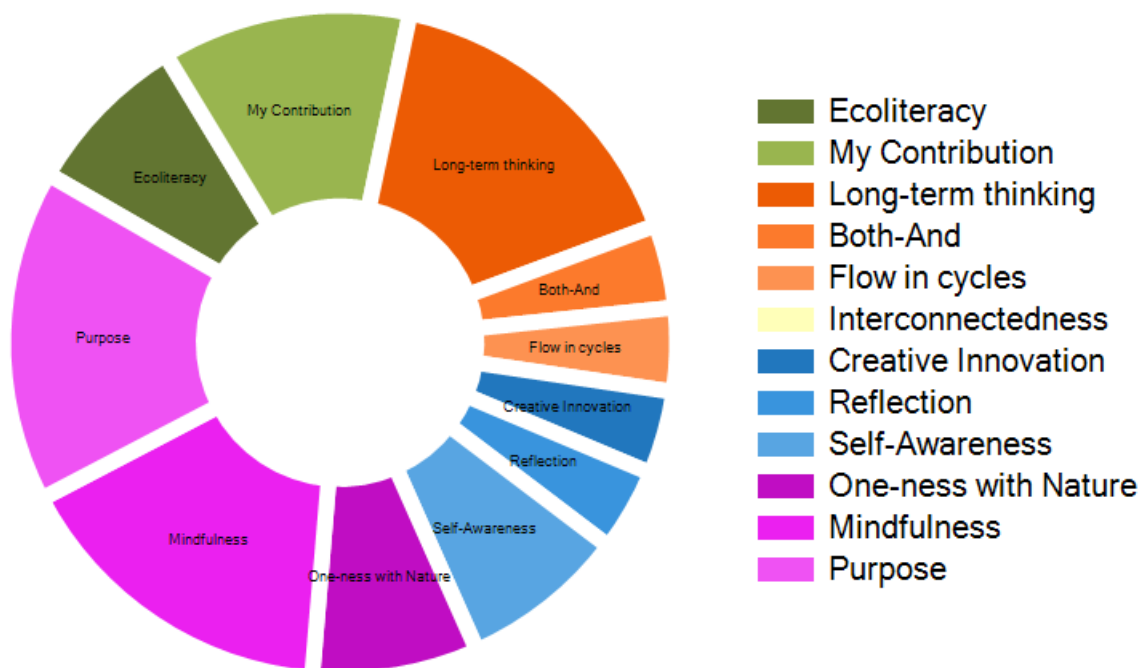 My Contribution
Long-term thinking
Ecoliteracy
Both-And
Purpose
Flow in cycles
Creative Innovation
Reflection
Self-Awareness
Mindfulness
One-ness with Nature
Ecoliteracy
My Contribution
Long-term thinking
Both-And
Flow in cycles
Interconnectedness
Creative Innovation
Reflection
Self-Awareness
One-ness with Nature
Mindfulness
Purpose